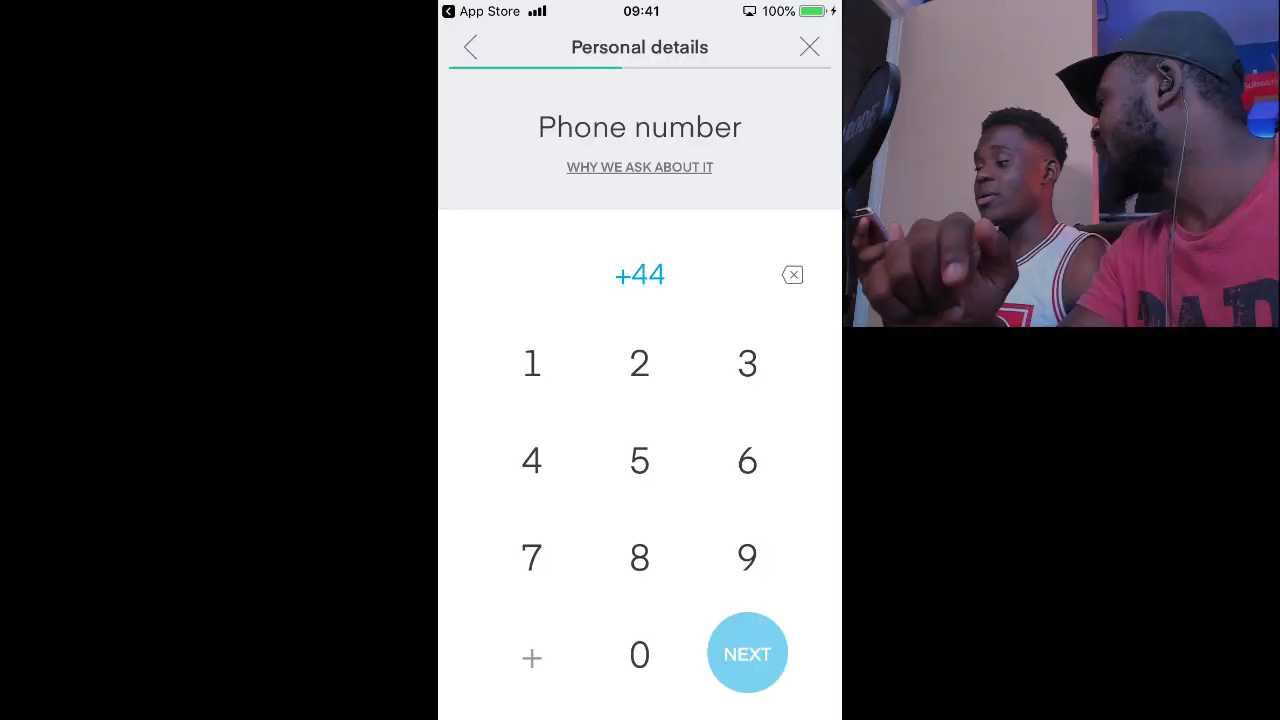 App Store
09:41
100%
Personal details
Phone number
WHY WE ASK ABOUT IT
+44
1 2 3
4 5 6
7 8 9
+ 0 NEXT